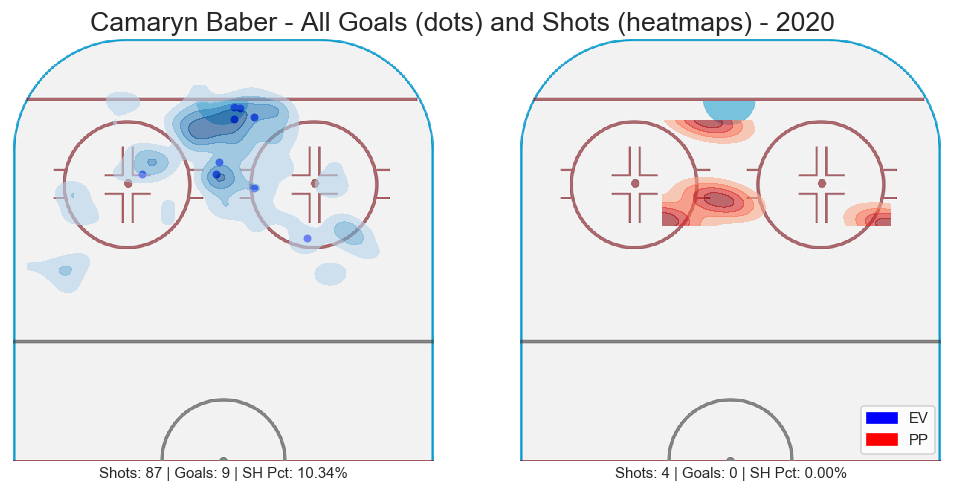 Camaryn Baber - All Goals (dots) and Shots (heatmaps) - 2020
EV
PP
Shots: 87 | Goals: 9 | SH Pct: 10.34%
Shots: 4 | Goals: 0 | SH Pct: 0.00%